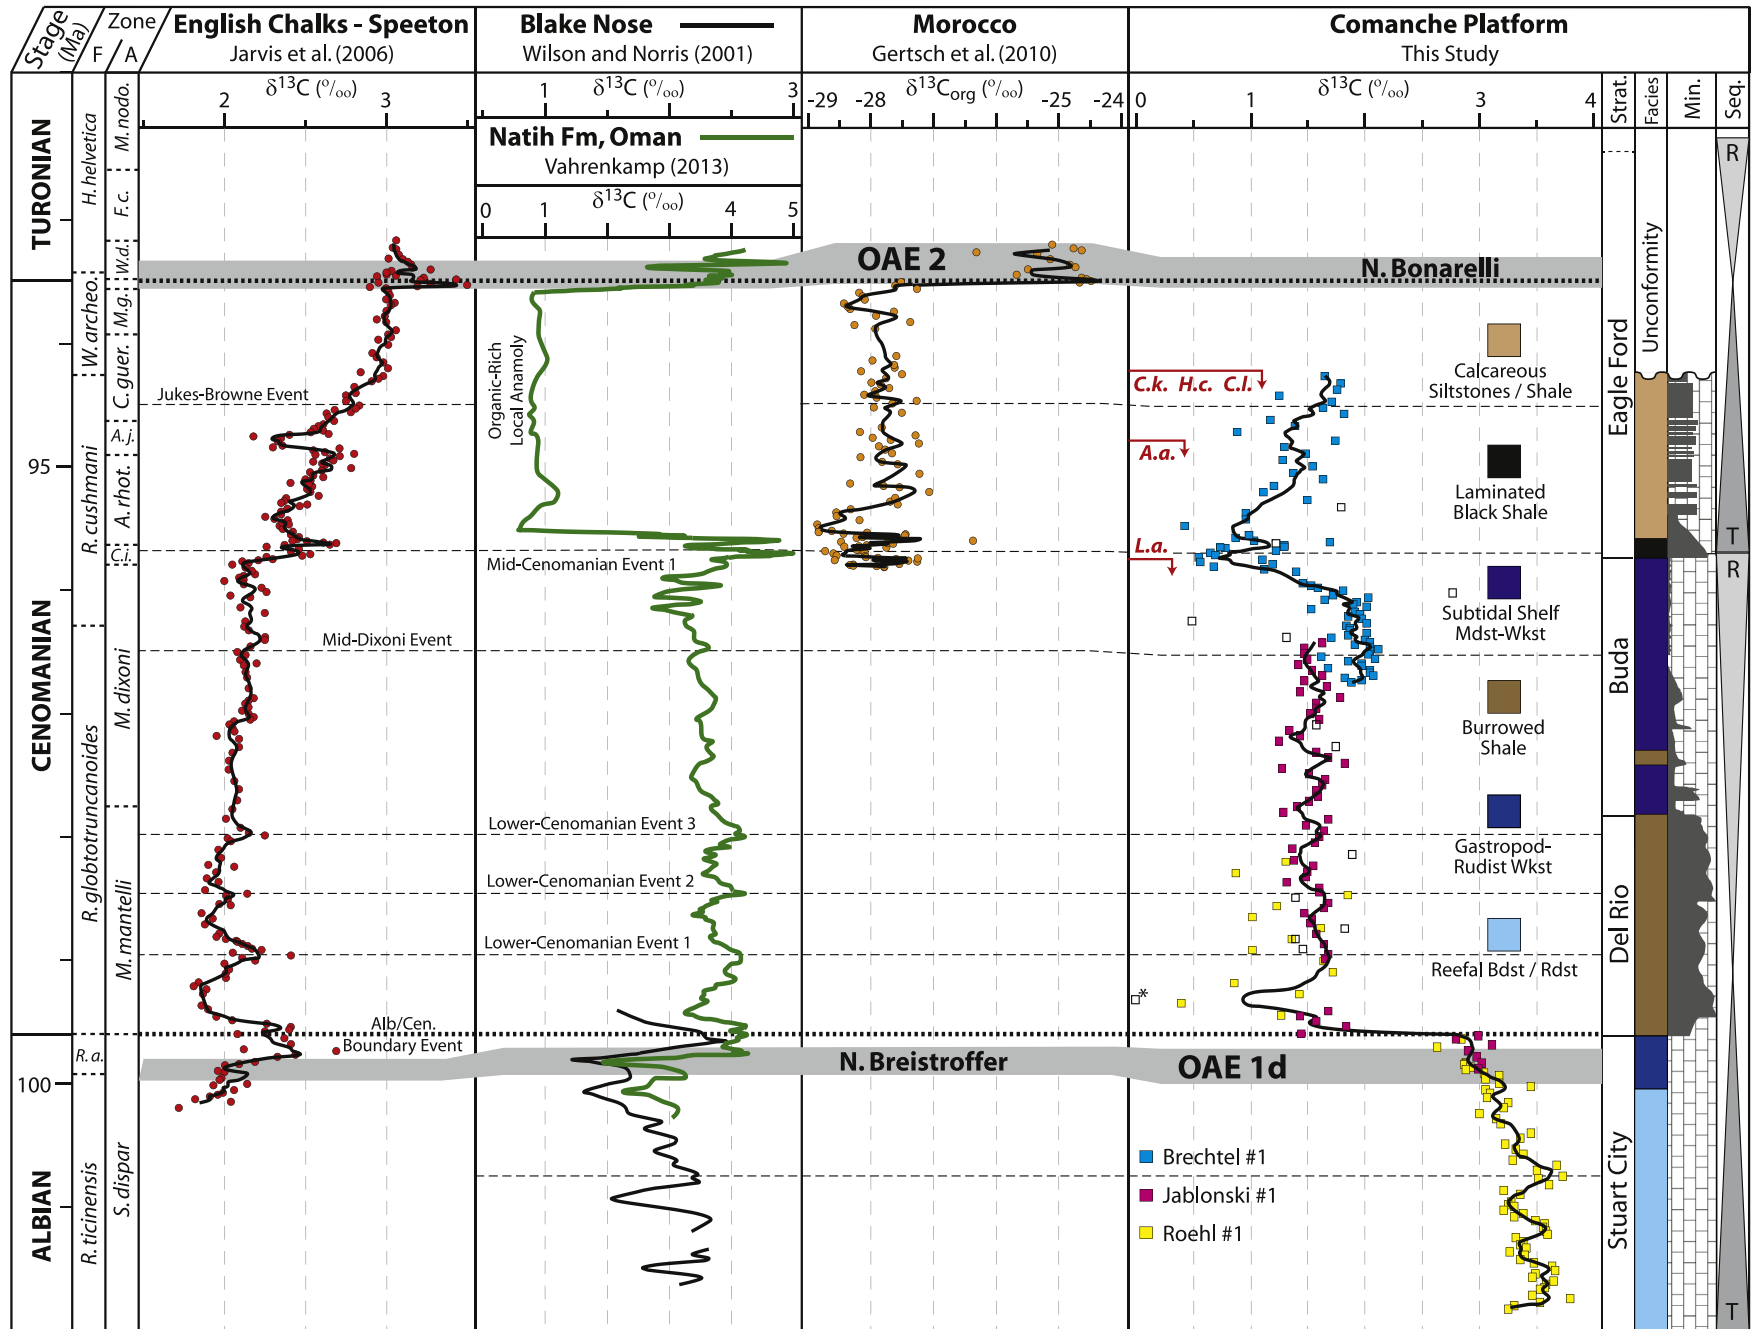 Stage
(Ma)
Zone
F / A
English Chalks - Speeton
Jarvis et al. (2006)
Blake Nose
Wilson and Norris (2001)
Morocco
Gertsch et al. (2010)
Comanche Platform
This Study
δ13C (o/oo)
2 3
δ13C (o/oo)
1 3
Natih Fm, Oman
Vahrenkamp (2013)
δ13C (o/oo)
0 1 4 5
δ13Corg (o/oo)
-29 -28 -25 -24
δ13C (o/oo)
0 1 3 4
Strat.
Facies
Min.
Seq.
TURONIAN
CENOMANIAN
ALBIAN
95
100
H. helvetica
W. archeo.
R. cushmani
R. globtotruncanoides
R. a.
R. ticinensis
M. nodo.
F. c.
W.d.
M.g.
C. guer.
A.j.
A. rhot.
C.i.
M. dixoni
M. mantelli
S. dispar
OAE 2
N. Bonarelli
Jukes-Browne Event
Organic-Rich
Local Anamoly
Mid-Cenomanian Event 1
Mid-Dixoni Event
Lower-Cenomanian Event 3
Lower-Cenomanian Event 2
Lower-Cenomanian Event 1
Alb/Cen.
Boundary Event
N. Breistroffer
OAE 1d
C.k. H.c. C.l.
A.a.
L.a.
*
Calcareous
Siltstones / Shale
Laminated
Black Shale
Subtidal Shelf
Mdst-Wkst
Burrowed
Shale
Gastropod-
Rudist Wkst
Reefal Bdst / Rdst
Brechtel #1
Jablonski #1
Roehl #1
Eagle Ford
Buda
Del Rio
Stuart City
Unconformity
R
T
R
T